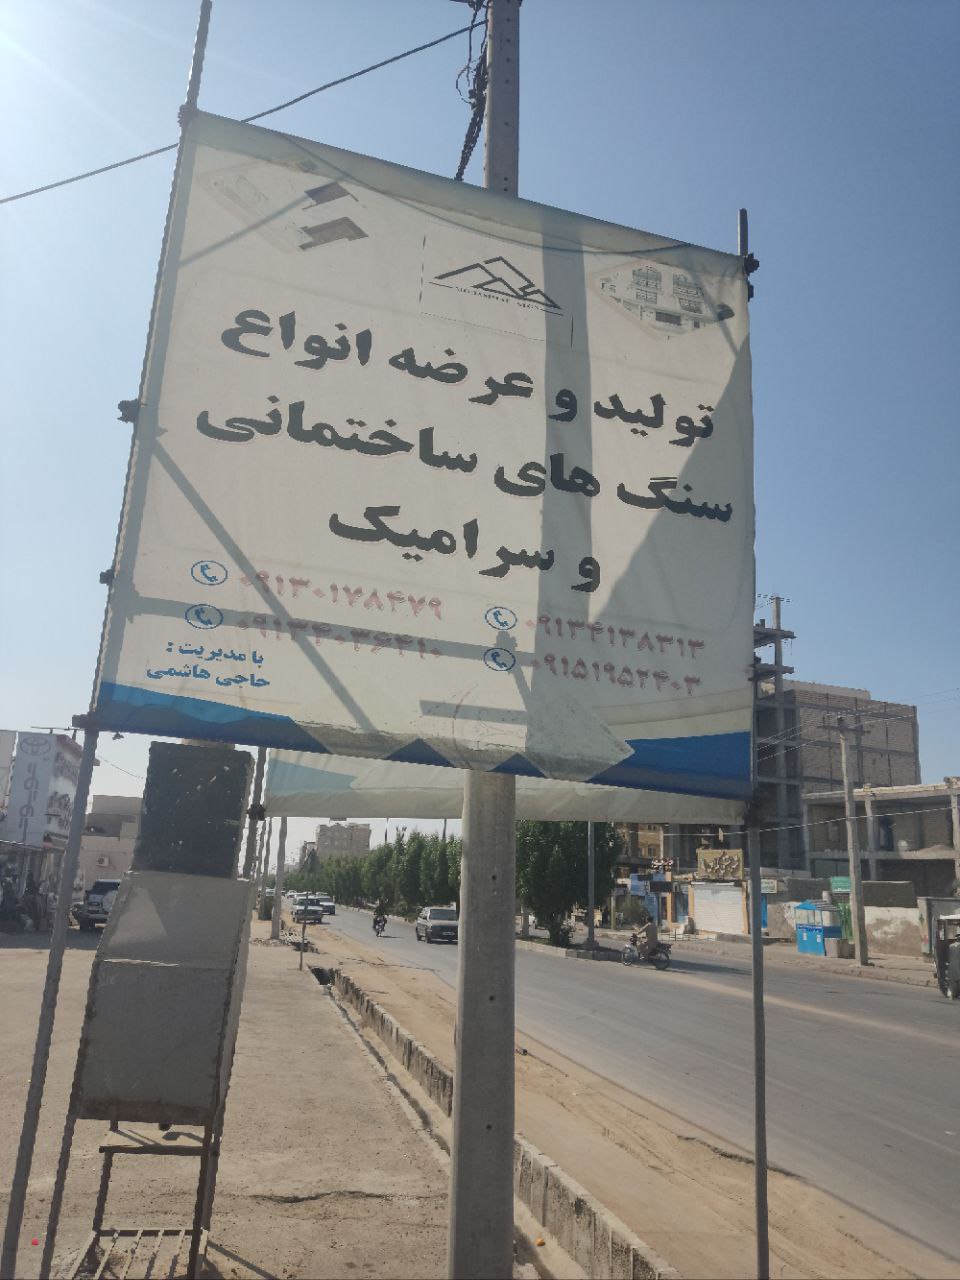 تولید و عرضه انواع
سنگ های ساختمانی
و سرامیک
۰۹۱۳۰۱۷۸۴۷۹
۰۹۱۳۴۱۳۸۳۱۳
۰۹۱۳۴۰۳۶۴۱۰
۰۹۱۵۱۹۵۲۴۰۳
با مدیریت :
حاجی هاشمی